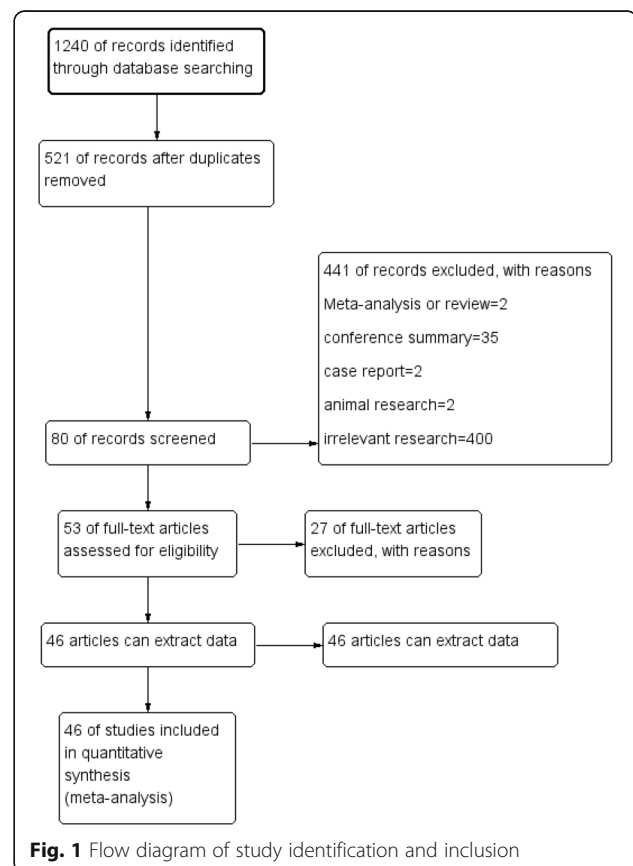 1240 of records identified
through database searching
521 of records after duplicates
removed
441 of records excluded, with reasons
Meta-analysis or review=2
conference summary=35
case report=2
animal research=2
irrelevant research=400
80 of records screened
53 of full-text articles
assessed for eligibility
27 of full-text articles
excluded, with reasons
46 articles can extract data
46 articles can extract data
46 of studies included
in quantitative
synthesis
(meta-analysis)
Fig. 1 Flow diagram of study identification and inclusion